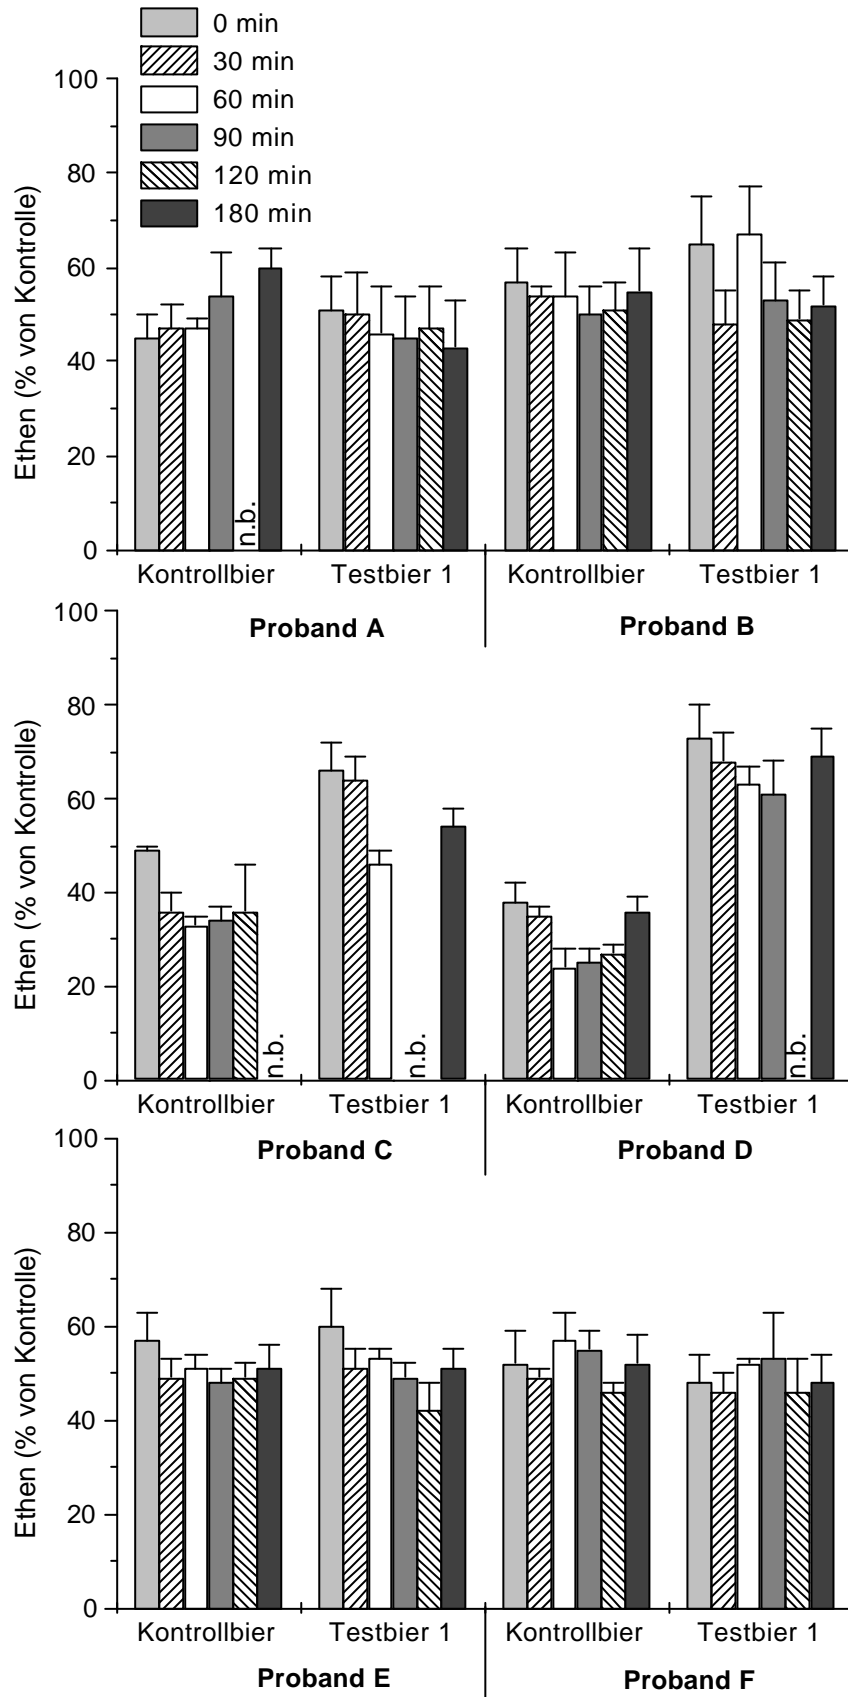 0 min
30 min
60 min
90 min
120 min
180 min
Ethen (% von Kontrolle)
100
80
60
40
20
0
n.b.
Kontrollbier
Testbier 1
Kontrollbier
Testbier 1
Proband A
Proband B
Ethen (% von Kontrolle)
100
80
60
40
20
0
n.b.
n.b.
n.b.
Kontrollbier
Testbier 1
Kontrollbier
Testbier 1
Proband C
Proband D
Ethen (% von Kontrolle)
100
80
60
40
20
0
Kontrollbier
Testbier 1
Kontrollbier
Testbier 1
Proband E
Proband F